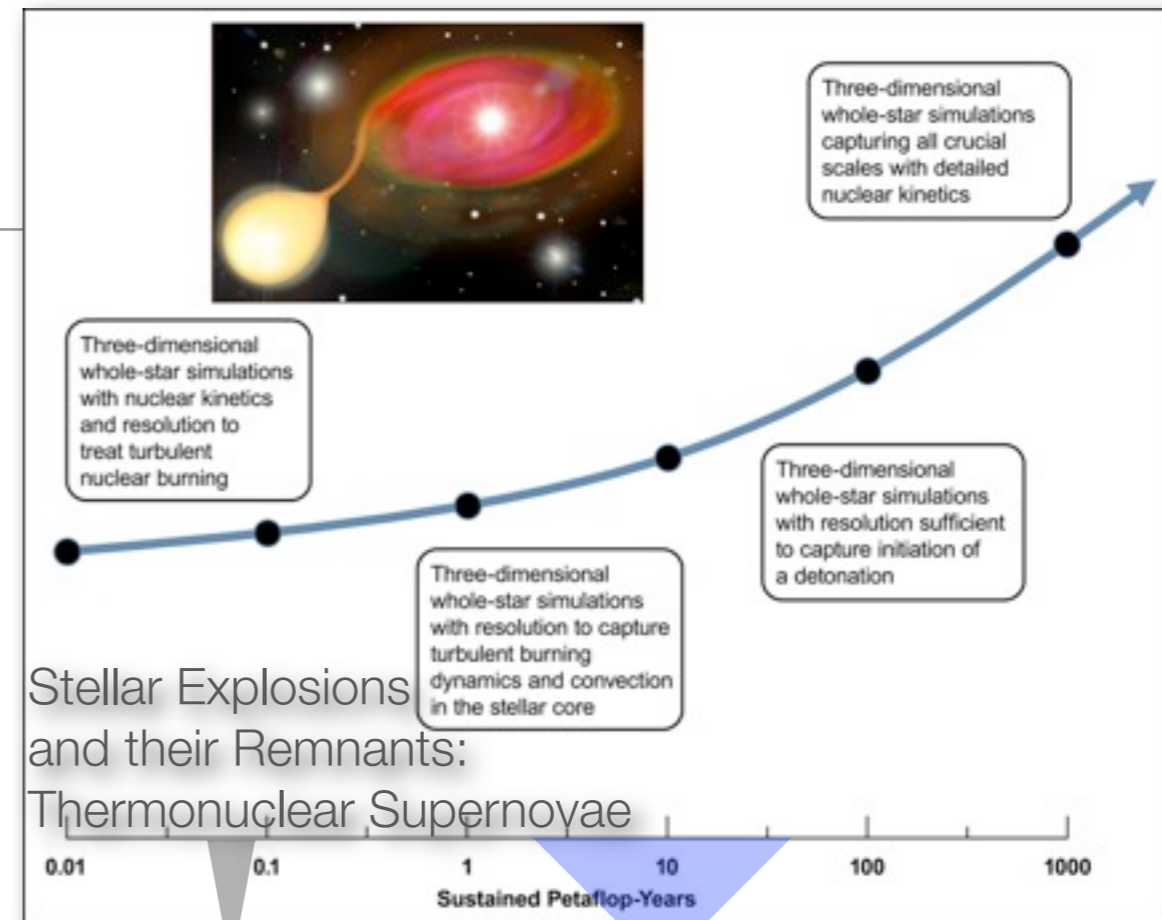 Three-dimensional
whole-star simulations
capturing all crucial
scales with detailed
nuclear kinetics
Three-dimensional
whole-star simulations
with nuclear kinetics
and resolution to
treat turbulent
nuclear burning
Three-dimensional
whole-star simulations
with resolution sufficient
to capture initiation of
a detonation
Three-dimensional
whole-star simulations
with resolution to capture
turbulent burning
dynamics and convection
in the stellar core
Stellar Explosions
and their Remnants:
Thermonuclear Supernovae
0.01 0.1 1 10 100 1000
Sustained Petaflop-Years